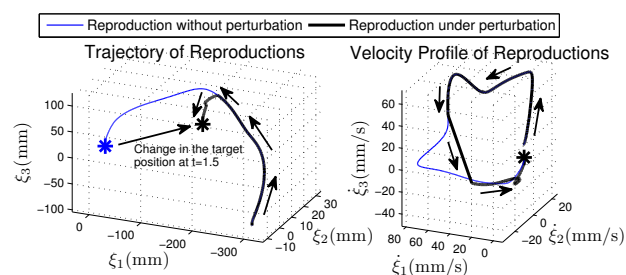 Reproduction without perturbation
Reproduction under perturbation
Trajectory of Reproductions
Velocity Profile of Reproductions
100
50
0
−50
−100
ξ3(mm)
Change in the target
position at t=1.5
0
−100
−200
−300
ξ1(mm)
−10
0
10
20
30
ξ2(mm)
60
40
20
0
−20
−40
ξ̇3(mm/s)
80
60
40
20
0
ξ̇1(mm/s)
−20
0
20
ξ̇2(mm/s)